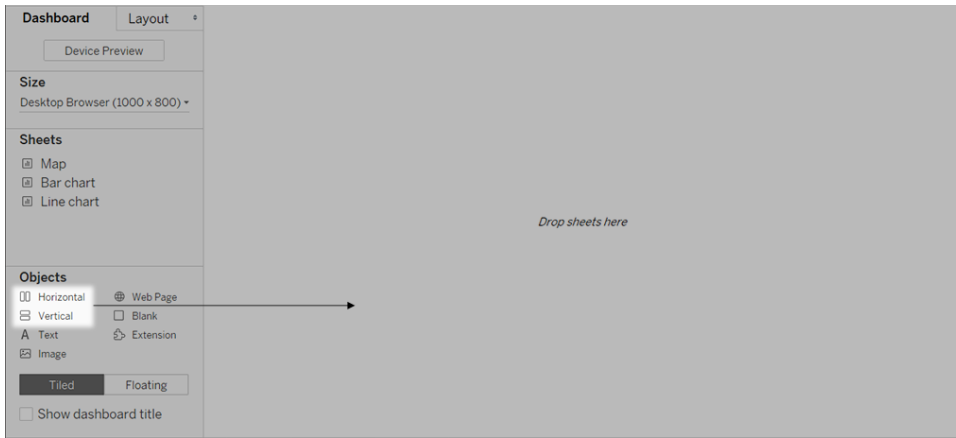 Dashboard Layout
Device Preview
Size
Desktop Browser (1000 x 800)
Sheets
Map
Bar chart
Line chart
Drop sheets here
Objects
Horizontal Web Page
Vertical Blank
Text Extension
Image
Tiled Floating
Show dashboard title